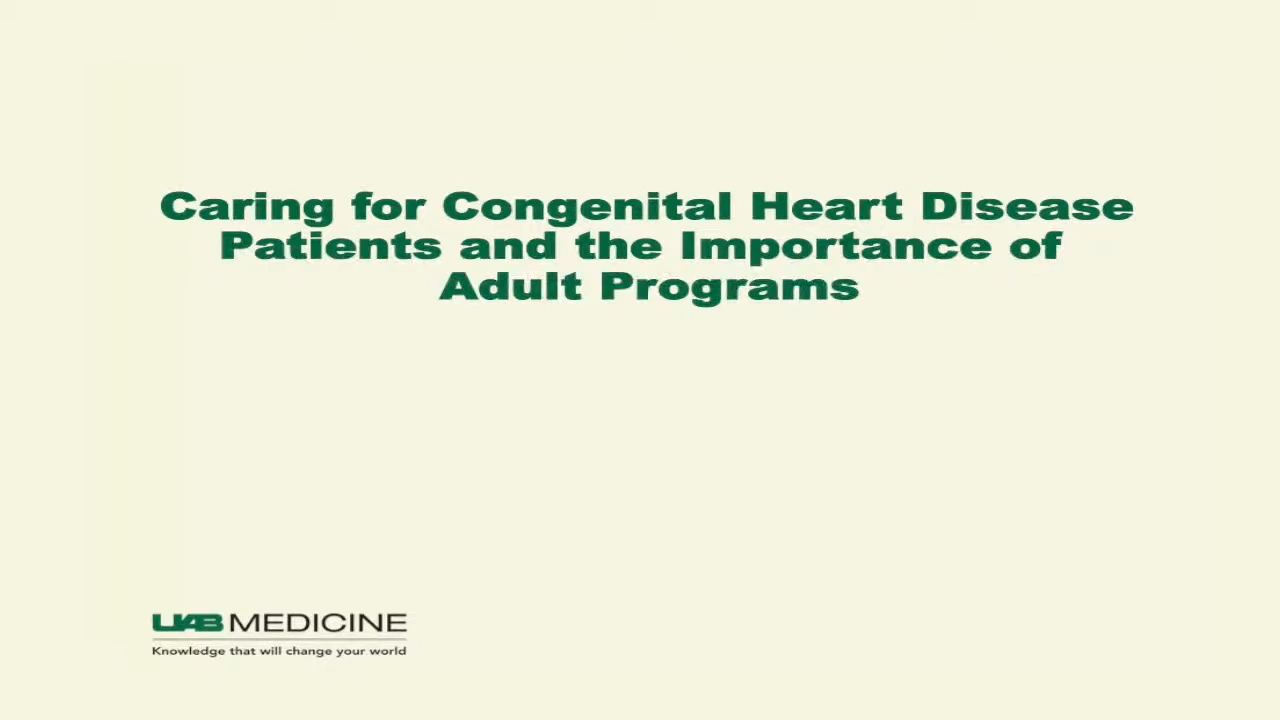 Caring for Congenital Heart Disease
Patients and the Importance of
Adult Programs
UAB MEDICINE
Knowledge that will change your world